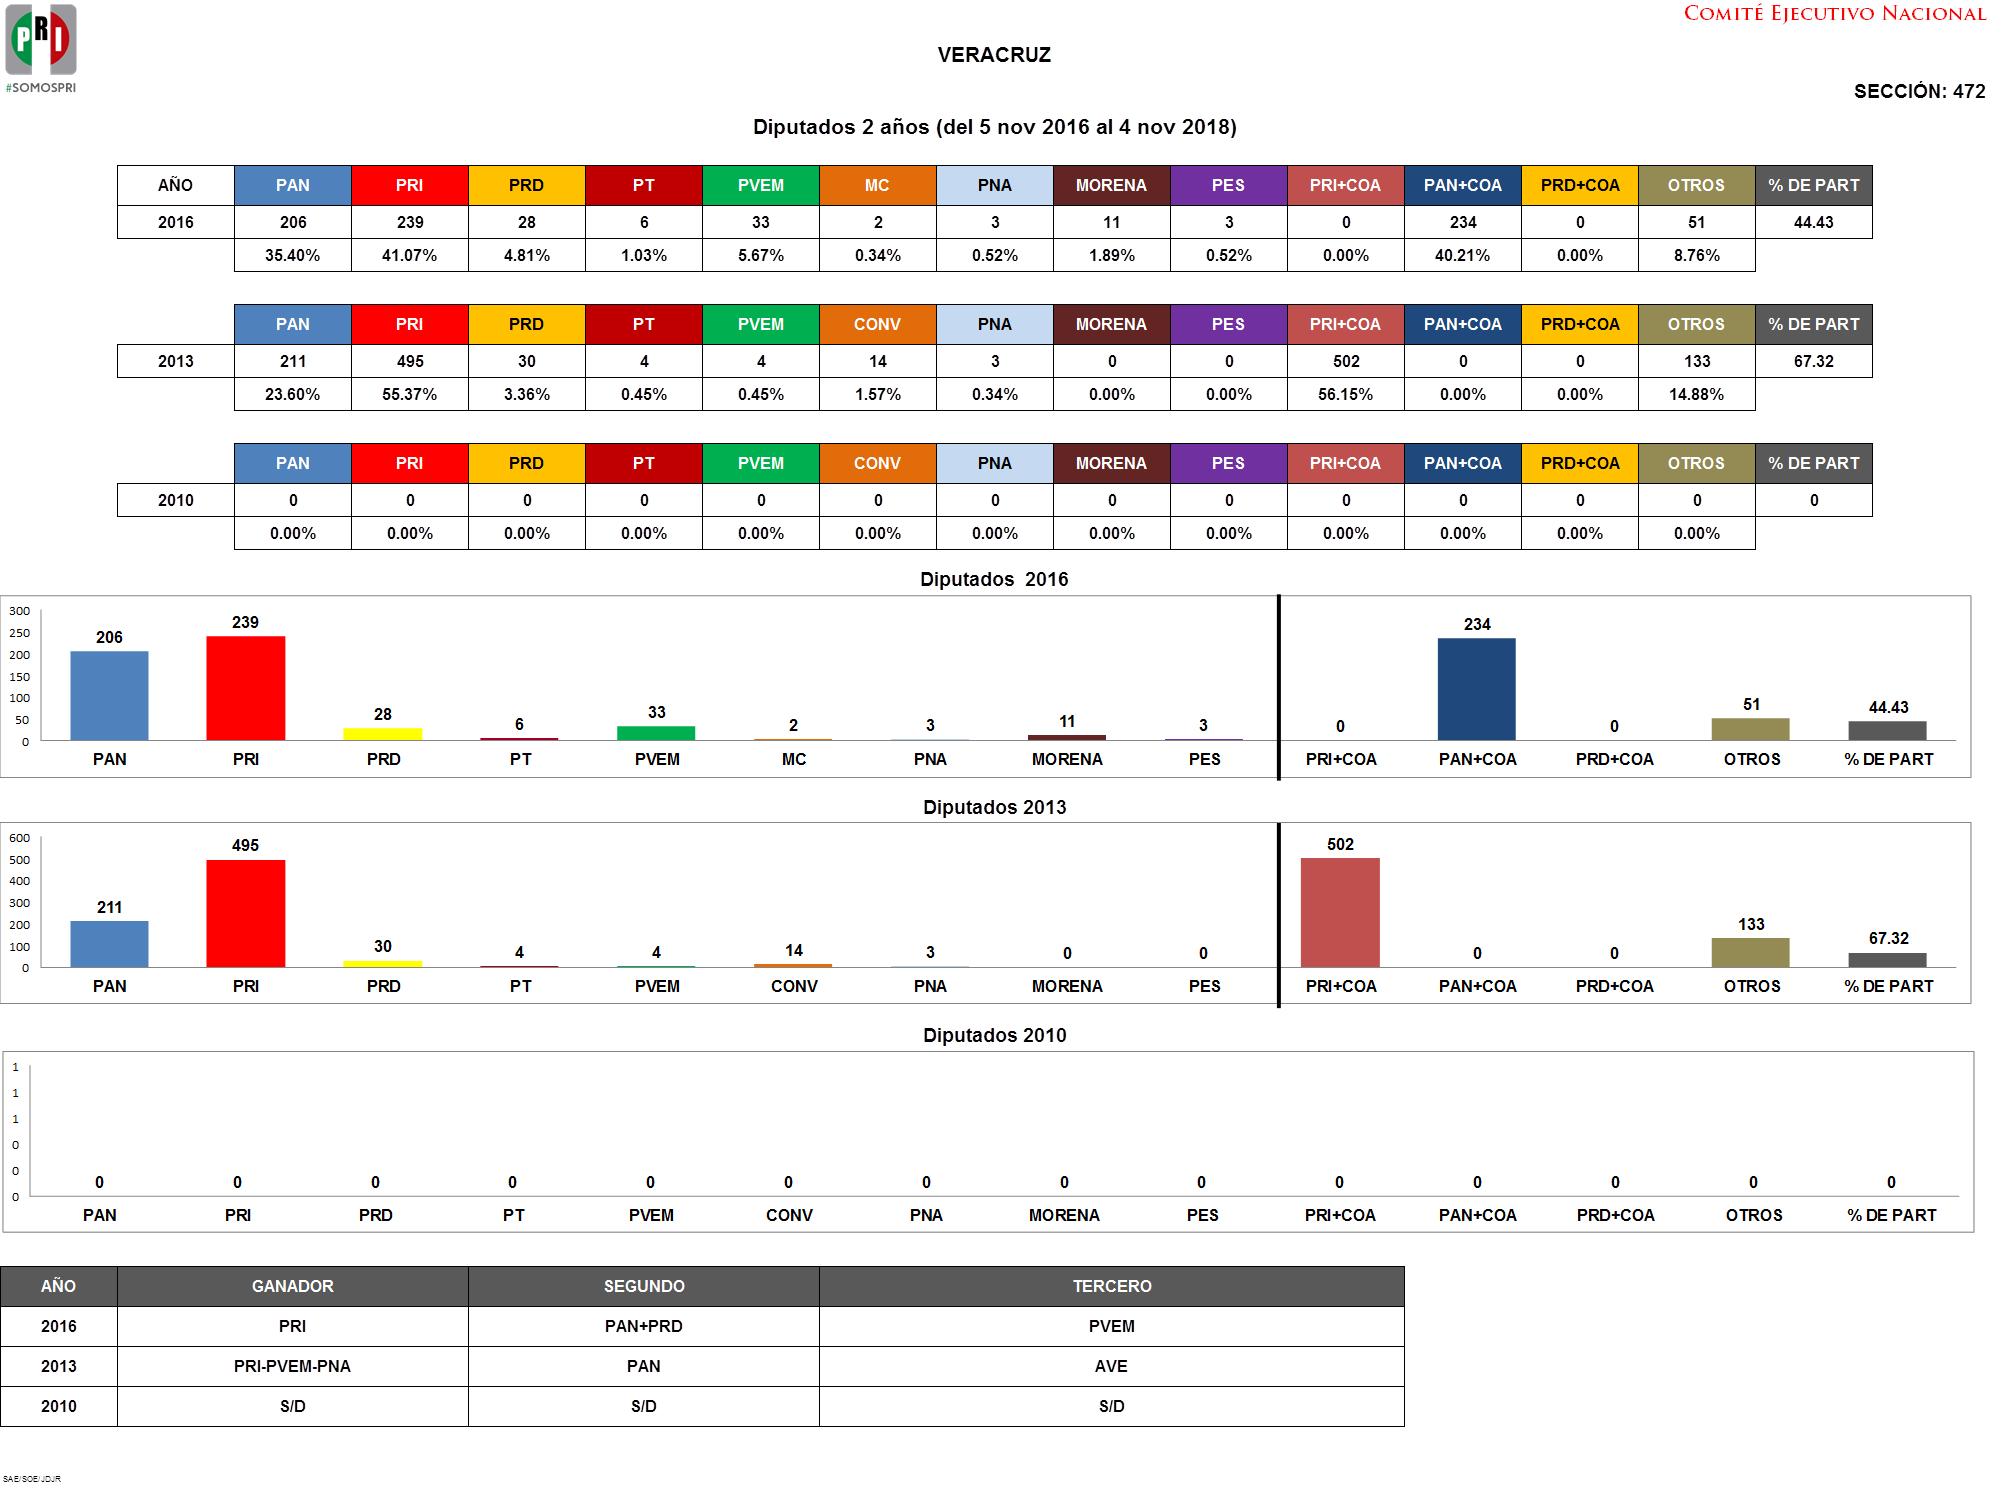 PRI
#SOMOSPRI
COMITÉ EJECUTIVO NACIONAL
VERACRUZ
SECCIÓN: 472
Diputados 2 años (del 5 nov 2016 al 4 nov 2018)
AÑO PAN PRI PRD PT PVEM MC PNA MORENA PES PRI+COA PAN+COA PRD+COA OTROS % DE PART
2016 206 239 28 6 33 2 3 11 3 0 234 0 51 44.43
35.40% 41.07% 4.81% 1.03% 5.67% 0.34% 0.52% 1.89% 0.52% 0.00% 40.21% 0.00% 8.76%
PAN PRI PRD PT PVEM CONV PNA MORENA PES PRI+COA PAN+COA PRD+COA OTROS % DE PART
2013 211 495 30 4 4 14 3 0 0 502 0 0 133 67.32
23.60% 55.37% 3.36% 0.45% 0.45% 1.57% 0.34% 0.00% 0.00% 56.15% 0.00% 0.00% 14.88%
PAN PRI PRD PT PVEM CONV PNA MORENA PES PRI+COA PAN+COA PRD+COA OTROS % DE PART
2010 0 0 0 0 0 0 0 0 0 0 0 0 0 0
0.00% 0.00% 0.00% 0.00% 0.00% 0.00% 0.00% 0.00% 0.00% 0.00% 0.00% 0.00% 0.00%
Diputados 2016
300
250
200
150
100
50
0
206 239 28 6 33 2 3 11 3 0 234 0 51 44.43
PAN PRI PRD PT PVEM MC PNA MORENA PES PRI+COA PAN+COA PRD+COA OTROS % DE PART
Diputados 2013
600
500
400
300
200
100
0
211 495 30 4 4 14 3 0 0 502 0 0 133 67.32
PAN PRI PRD PT PVEM CONV PNA MORENA PES PRI+COA PAN+COA PRD+COA OTROS % DE PART
Diputados 2010
1
1
1
0
0
0
0 0 0 0 0 0 0 0 0 0 0 0 0 0
PAN PRI PRD PT PVEM CONV PNA MORENA PES PRI+COA PAN+COA PRD+COA OTROS % DE PART
AÑO GANADOR SEGUNDO TERCERO
2016 PRI PAN+PRD PVEM
2013 PRI-PVEM-PNA PAN AVE
2010 S/D S/D S/D
SAE/SOE/JDJR